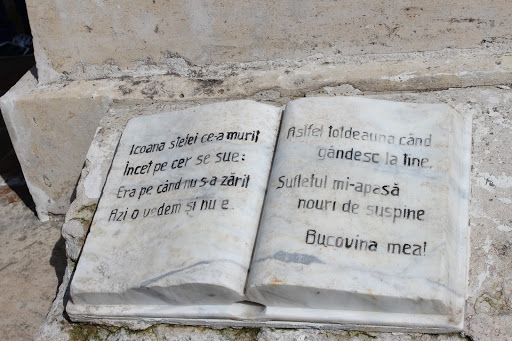 Icoana stelei ce-a murit
Încet pe cer se sue:
Era pe când nu s-a zărit
Azi o vedem și nu e..
Astfel totdeauna când
gândesc la tine,
Sufletul mi-apasă
nouri de suspine
Bucovina mea!